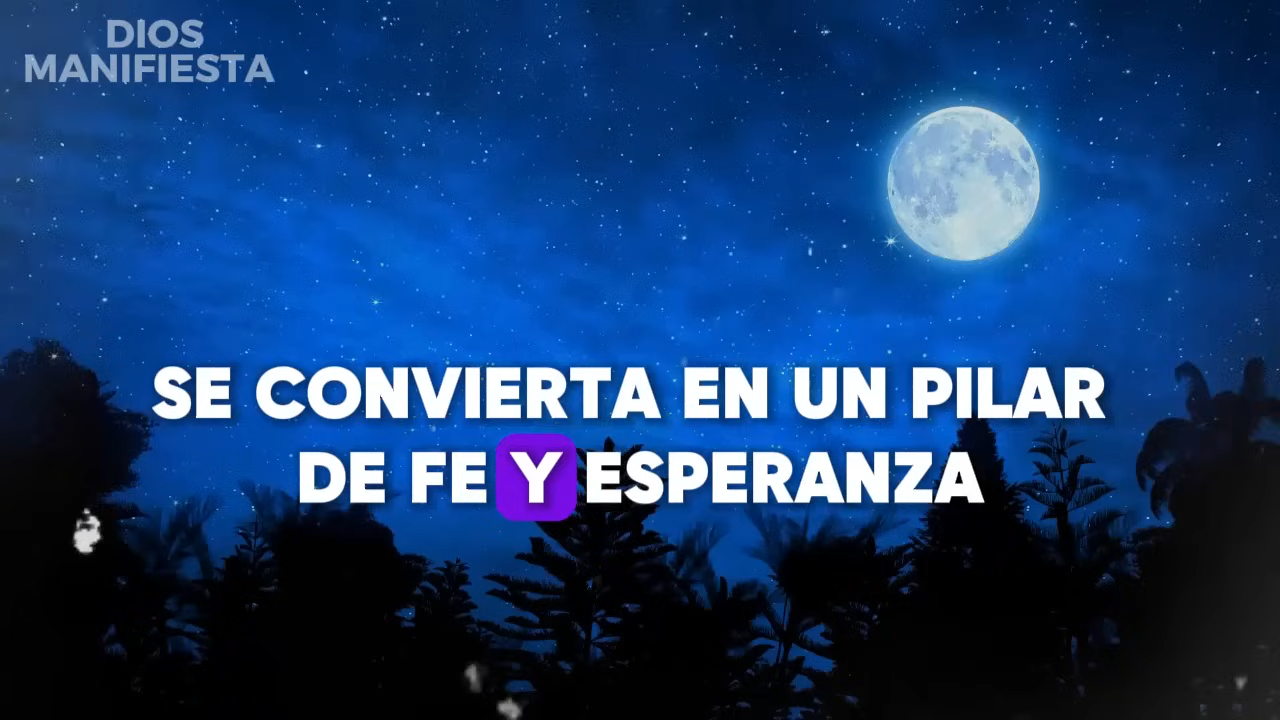 DIOS
MANIFIESTA
SE CONVIERTA EN UN PILAR
DE FE Y ESPERANZA